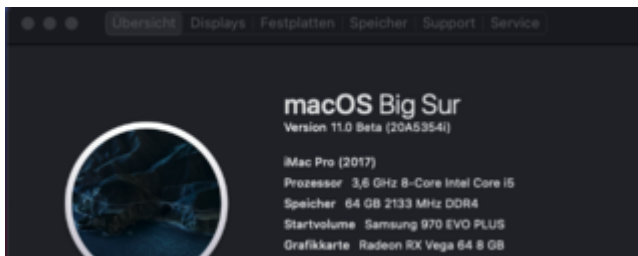 Übersicht Displays Festplatten Speicher Support Service
macOS Big Sur
Version 11.0 Beta (20A5354i)
iMac Pro (2017)
Prozessor 3,6 GHz 8-Core Intel Core i5
Speicher 64 GB 2133 MHz DDR4
Startvolume Samsung 970 EVO PLUS
Grafikkarte Radeon RX Vega 64 8 GB